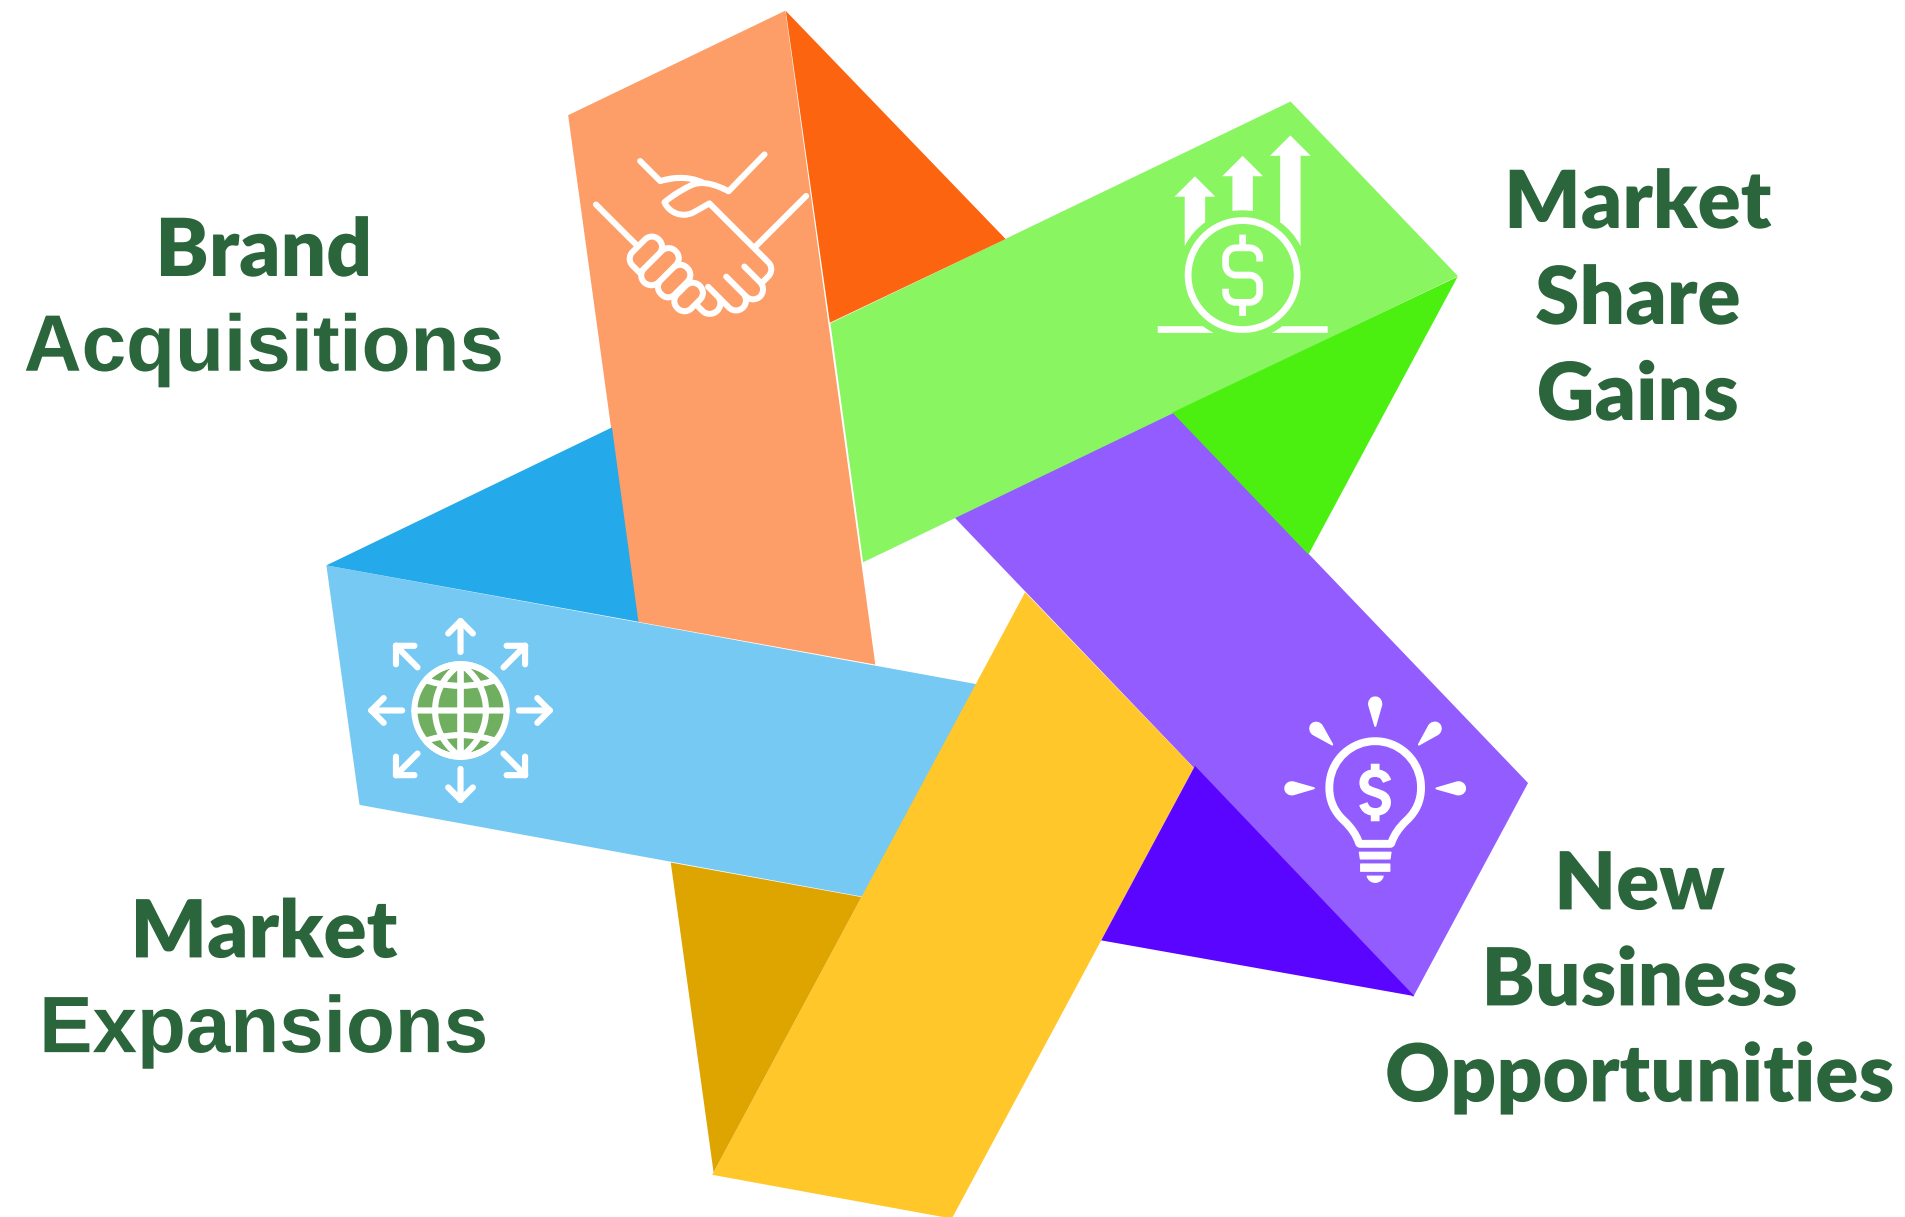 Brand
Acquisitions
Market
Share
Gains
$
Market
Expansions
$
New
Business
Opportunities